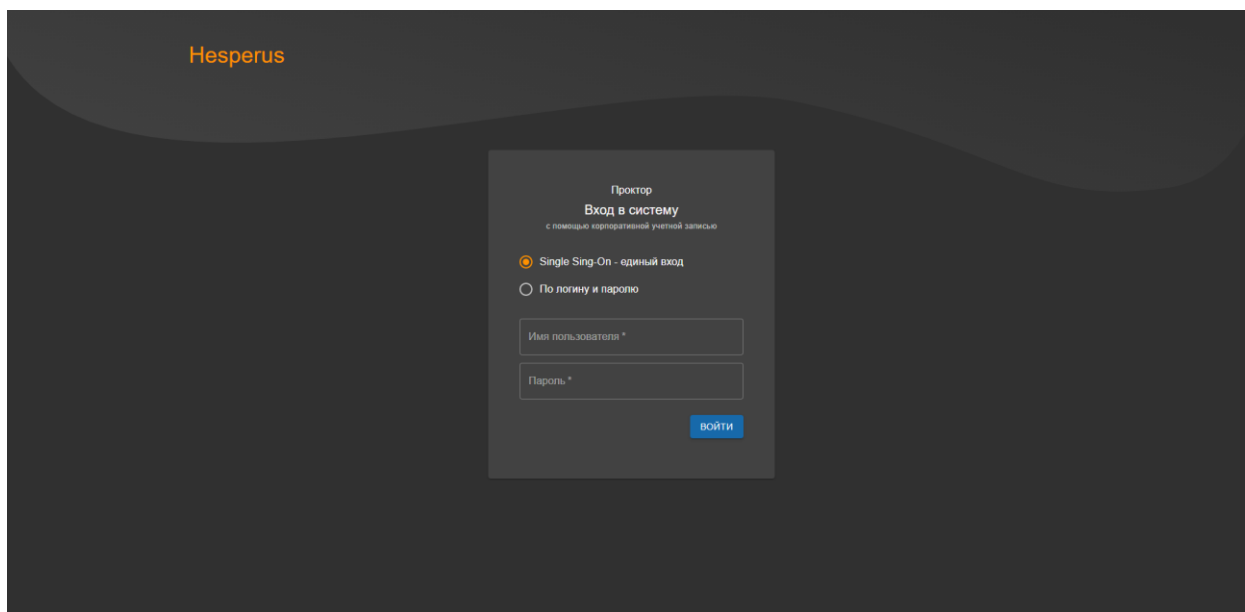 Hesperus
Проктор
Вход в систему
с помощью корпоративной учетной записью
Single Sing-On - единый вход
По логину и паролю
Имя пользователя *
Пароль *
ВОЙТИ